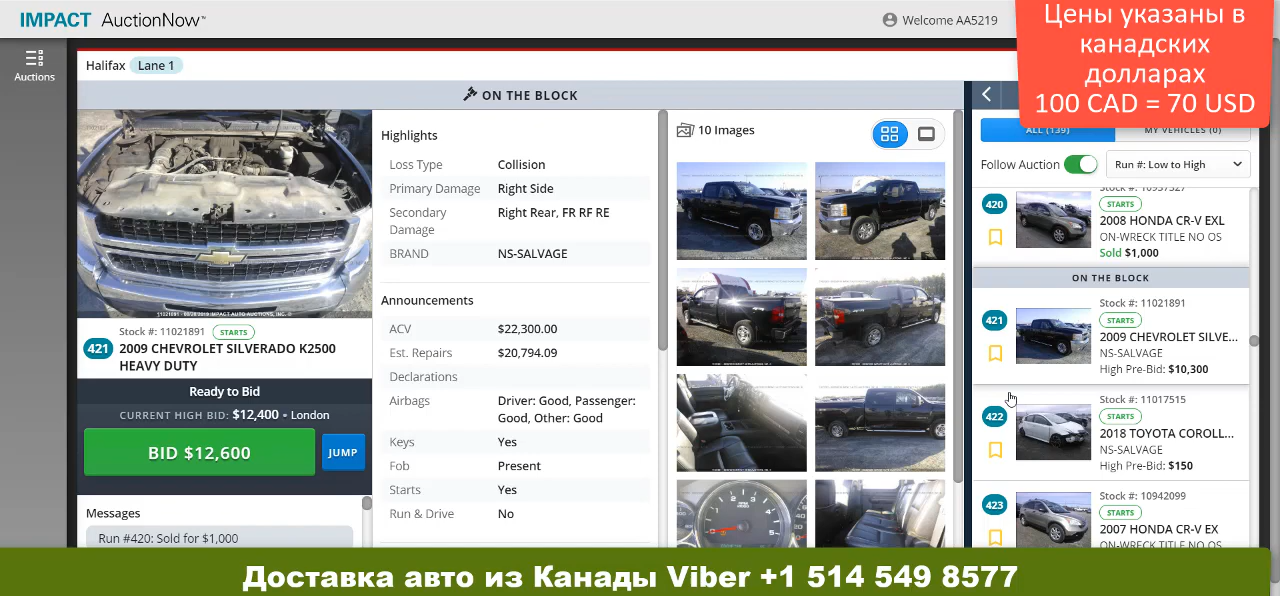 IMPACT AuctionNow™
Welcome AA5219
Цены указаны в
канадских
долларах
100 CAD = 70 USD
Auctions
Halifax Lane 1
ON THE BLOCK
Stock #: 11021891 STARTS
421 2009 CHEVROLET SILVERADO K2500
HEAVY DUTY
Ready to Bid
CURRENT HIGH BID: $12,400 • London
BID $12,600
JUMP
Messages
Run #420: Sold for $1,000
Highlights
Loss Type Collision
Primary Damage Right Side
Secondary Damage Right Rear, FR RF RE
BRAND NS-SALVAGE
Announcements
ACV $22,300.00
Est. Repairs $20,794.09
Declarations
Airbags Driver: Good, Passenger:
Good, Other: Good
Keys Yes
Fob Present
Starts Yes
Run & Drive No
10 Images
ALL (139) MY VEHICLES (0)
Follow Auction Run #: Low to High
Stock #: 10937327
420 STARTS
2008 HONDA CR-V EXL
ON-WRECK TITLE NO OS
Sold $1,000
ON THE BLOCK
Stock #: 11021891
421 STARTS
2009 CHEVROLET SILVE...
NS-SALVAGE
High Pre-Bid: $10,300
Stock #: 11017515
422 STARTS
2018 TOYOTA COROLL...
NS-SALVAGE
High Pre-Bid: $150
Stock #: 10942099
423 STARTS
2007 HONDA CR-V EX
ON-WRECK TITLE NO OS
Доставка авто из Канады Viber +1 514 549 8577